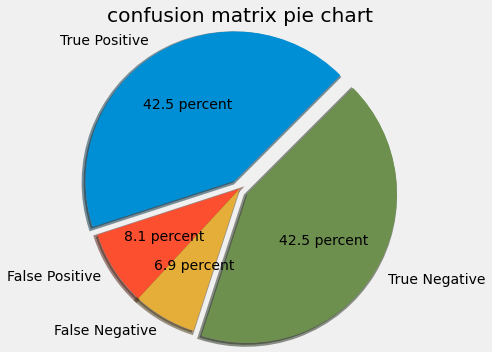 confusion matrix pie chart
True Positive
42.5 percent
8.1 percent
42.5 percent
6.9 percent
False Positive
True Negative
False Negative